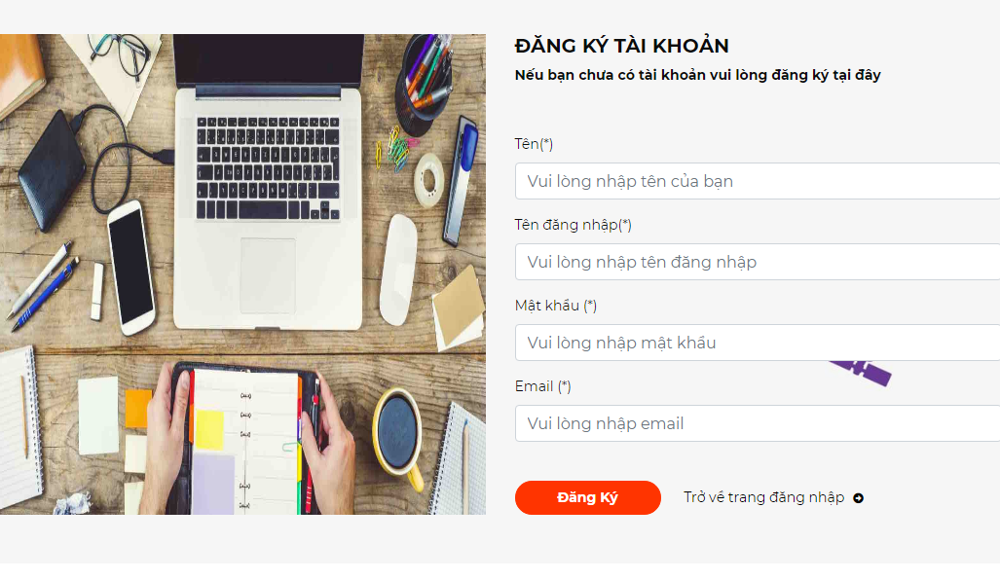 ĐĂNG KÝ TÀI KHOẢN
Nếu bạn chưa có tài khoản vui lòng đăng ký tại đây
Tên(*)
Vui lòng nhập tên của bạn
Tên đăng nhập(*)
Vui lòng nhập tên đăng nhập
Mật khẩu (*)
Vui lòng nhập mật khẩu
Email (*)
Vui lòng nhập email
Đăng Ký
Trở về trang đăng nhập